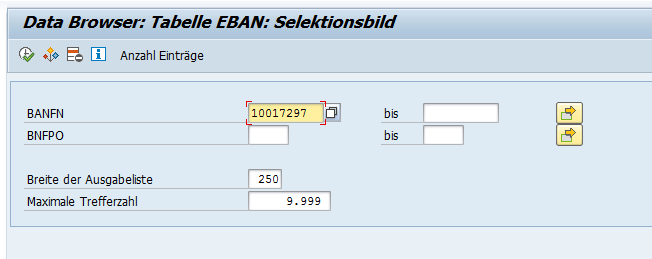 Data Browser: Tabelle EBAN: Selektionsbild
Anzahl Einträge
BANFN 10017297 bis
BNFPO bis
Breite der Ausgabeliste 250
Maximale Trefferzahl 9.999